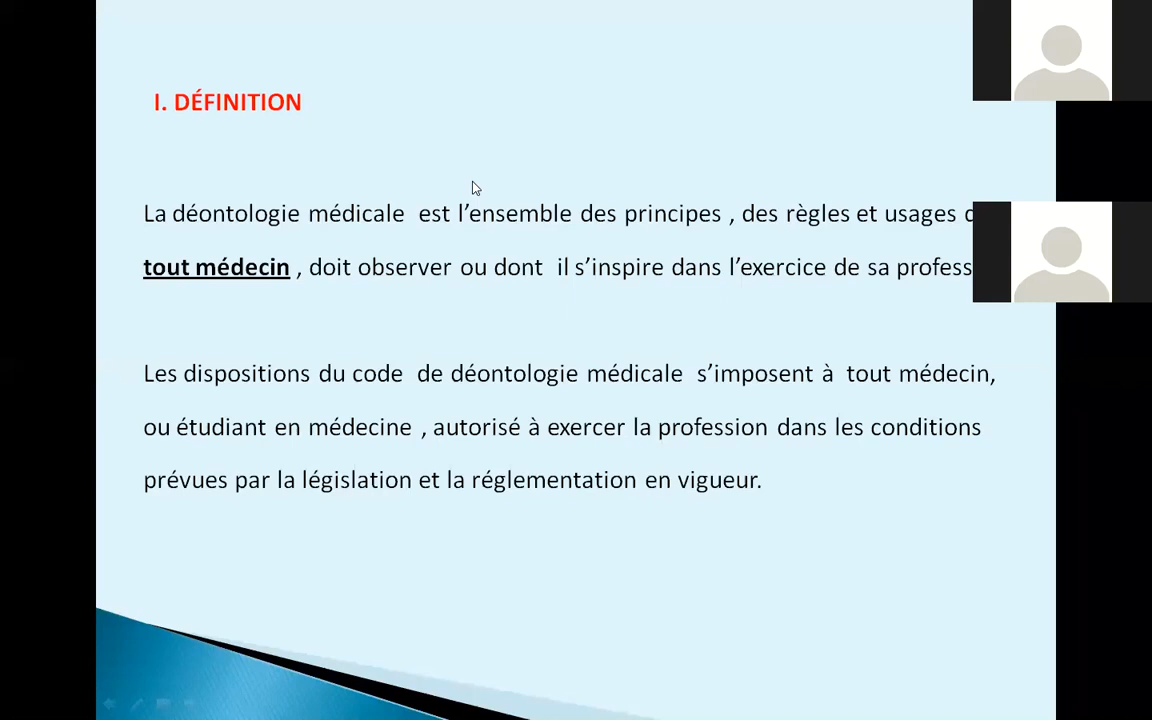 I. DÉFINITION
La déontologie médicale est l’ensemble des principes , des règles et usages
tout médecin , doit observer ou dont il s’inspire dans l’exercice de sa
Les dispositions du code de déontologie médicale s’imposent à tout médecin,
ou étudiant en médecine , autorisé à exercer la profession dans les conditions
prévues par la législation et la réglementation en vigueur.